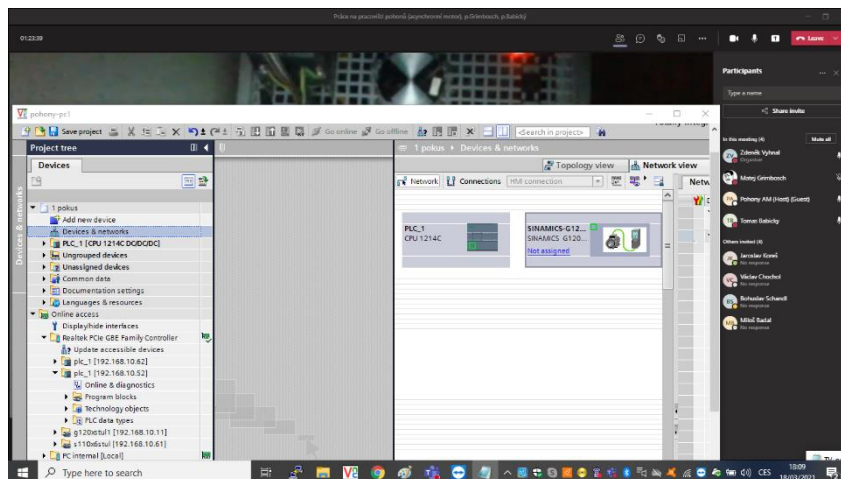 Práce na pracovišti pohonů (asynchronní motor), p.Grimbosch, p.Babický
01:23:39
Leave
pohony-pc1
Save project
Go online
Go offline
<Search in project>
Project tree
1 pokus
Devices & networks
Devices
Topology view
Network view
Network
Connections
HMI connection
Netw
Devices & networks
1 pokus
Add new device
Devices & networks
PLC_1 [CPU 1214C DC/DC/DC]
Ungrouped devices
Unassigned devices
Common data
Documentation settings
Languages & resources
Online access
Display/hide interfaces
Realtek PCIe GBE Family Controller
Update accessible devices
plc_1 [192.168.10.62]
plc_1 [192.168.10.52]
Online & diagnostics
Program blocks
Technology objects
PLC data types
g120xstul1 [192.168.10.11]
s110x6stul [192.168.10.61]
PC internal [Local]
PLC_1
CPU 1214C
SINAMICS-G12...
SINAMICS G120...
Not assigned
Participants
Type a name
Share invite
In this meeting (4)
Mute all
Zdeněk Vyhnal
Organiser
Matej Grimbosch
Pohony AM (Host) (Guest)
Tomas Babicky
Others invited (4)
Jaroslav Koreš
No response
Václav Chochol
No response
Bohuslav Schandl
No response
Miloš Badal
No response
Type here to search
CES
18:09
18/03/2021